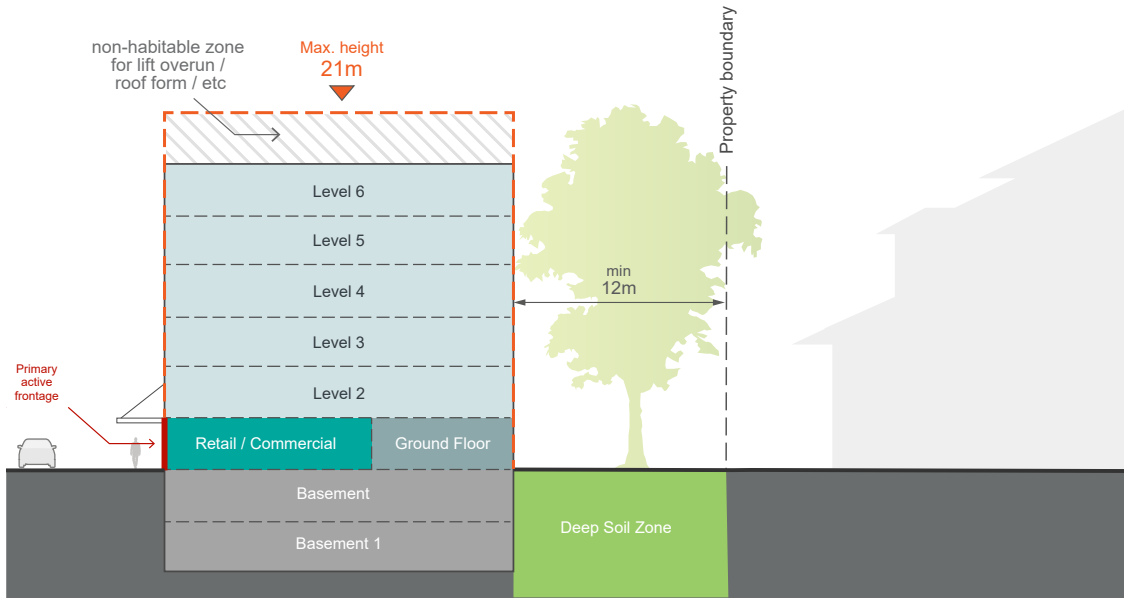 non-habitable zone
for lift overun /
roof form / etc
Max. height
21m
Property boundary
Level 6
Level 5
min
12m
Level 4
Level 3
Primary
active
frontage
Level 2
Retail / Commercial
Ground Floor
Basement
Deep Soil Zone
Basement 1